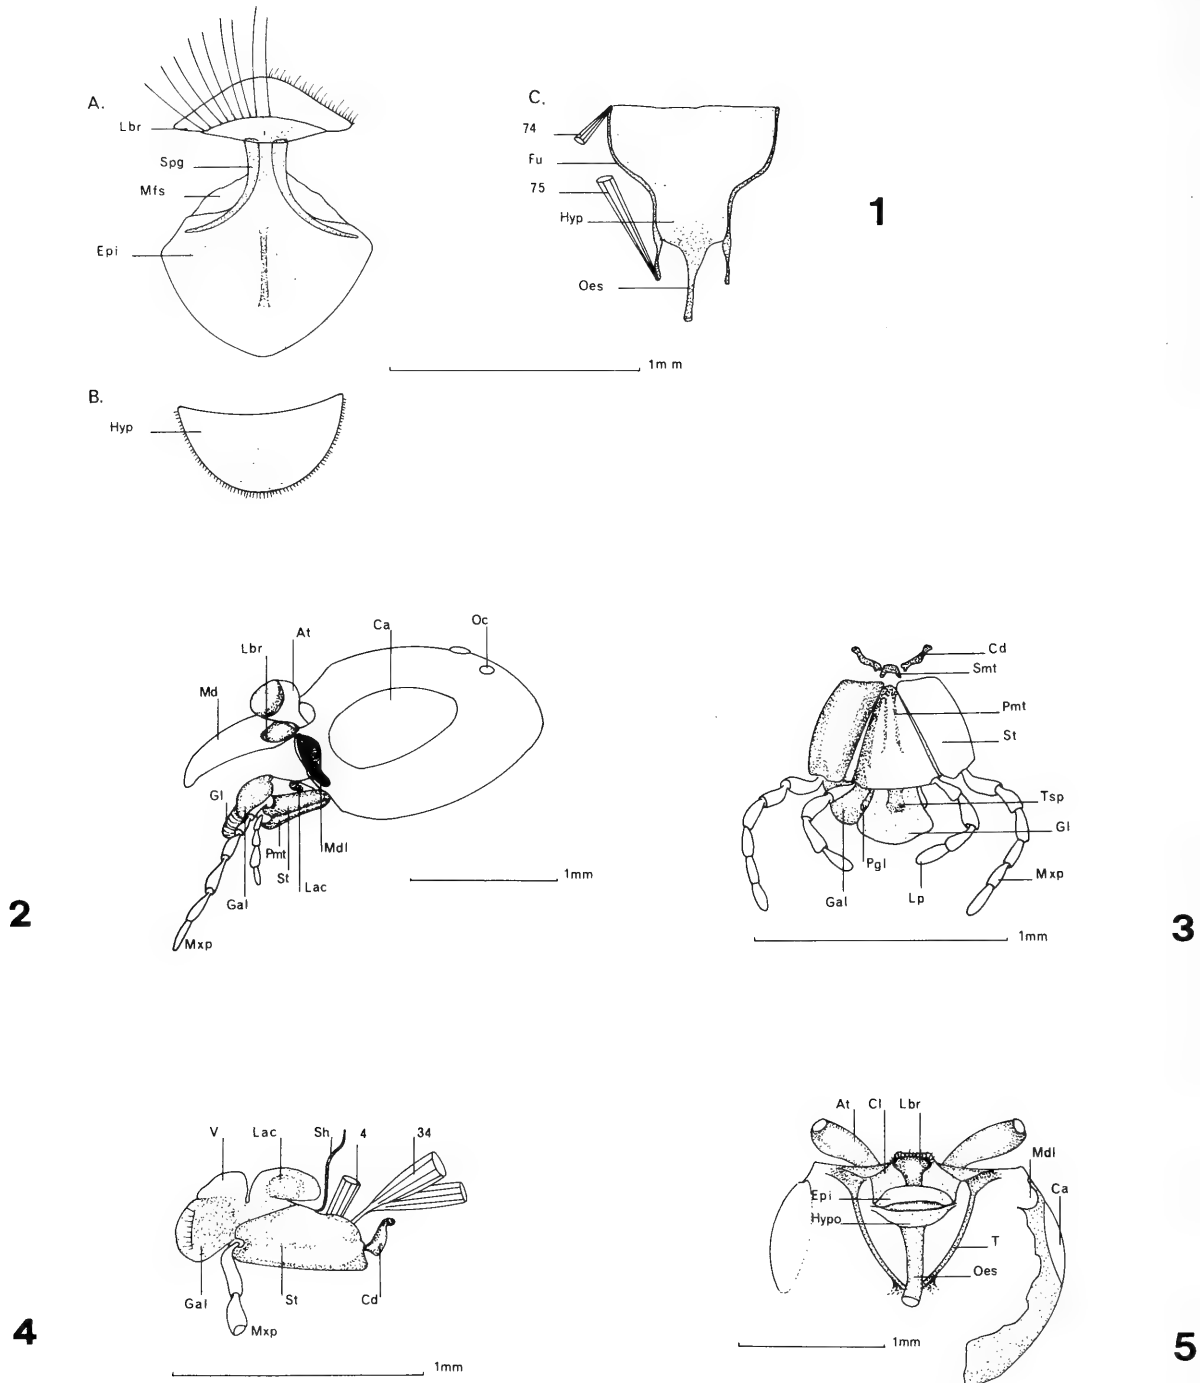 A.
Lbr
Spg
Mfs
Epi
C.
74
Fu
75
Hyp
Oes
1
1mm
B.
Hyp
Lbr
At
Ca
Oc
Md
Gl
Pmt
St
Lac
Mdl
Gal
Mxp
1mm
2
Cd
Smt
Pmt
St
Tsp
Gl
Mxp
Pgl
Gal
Lp
1mm
3
V
Lac
Sh
4
34
Gal
St
Cd
Mxp
1mm
4
At
Cl
Lbr
Mdl
Ca
Epi
Hypo
T
Oes
1mm
5